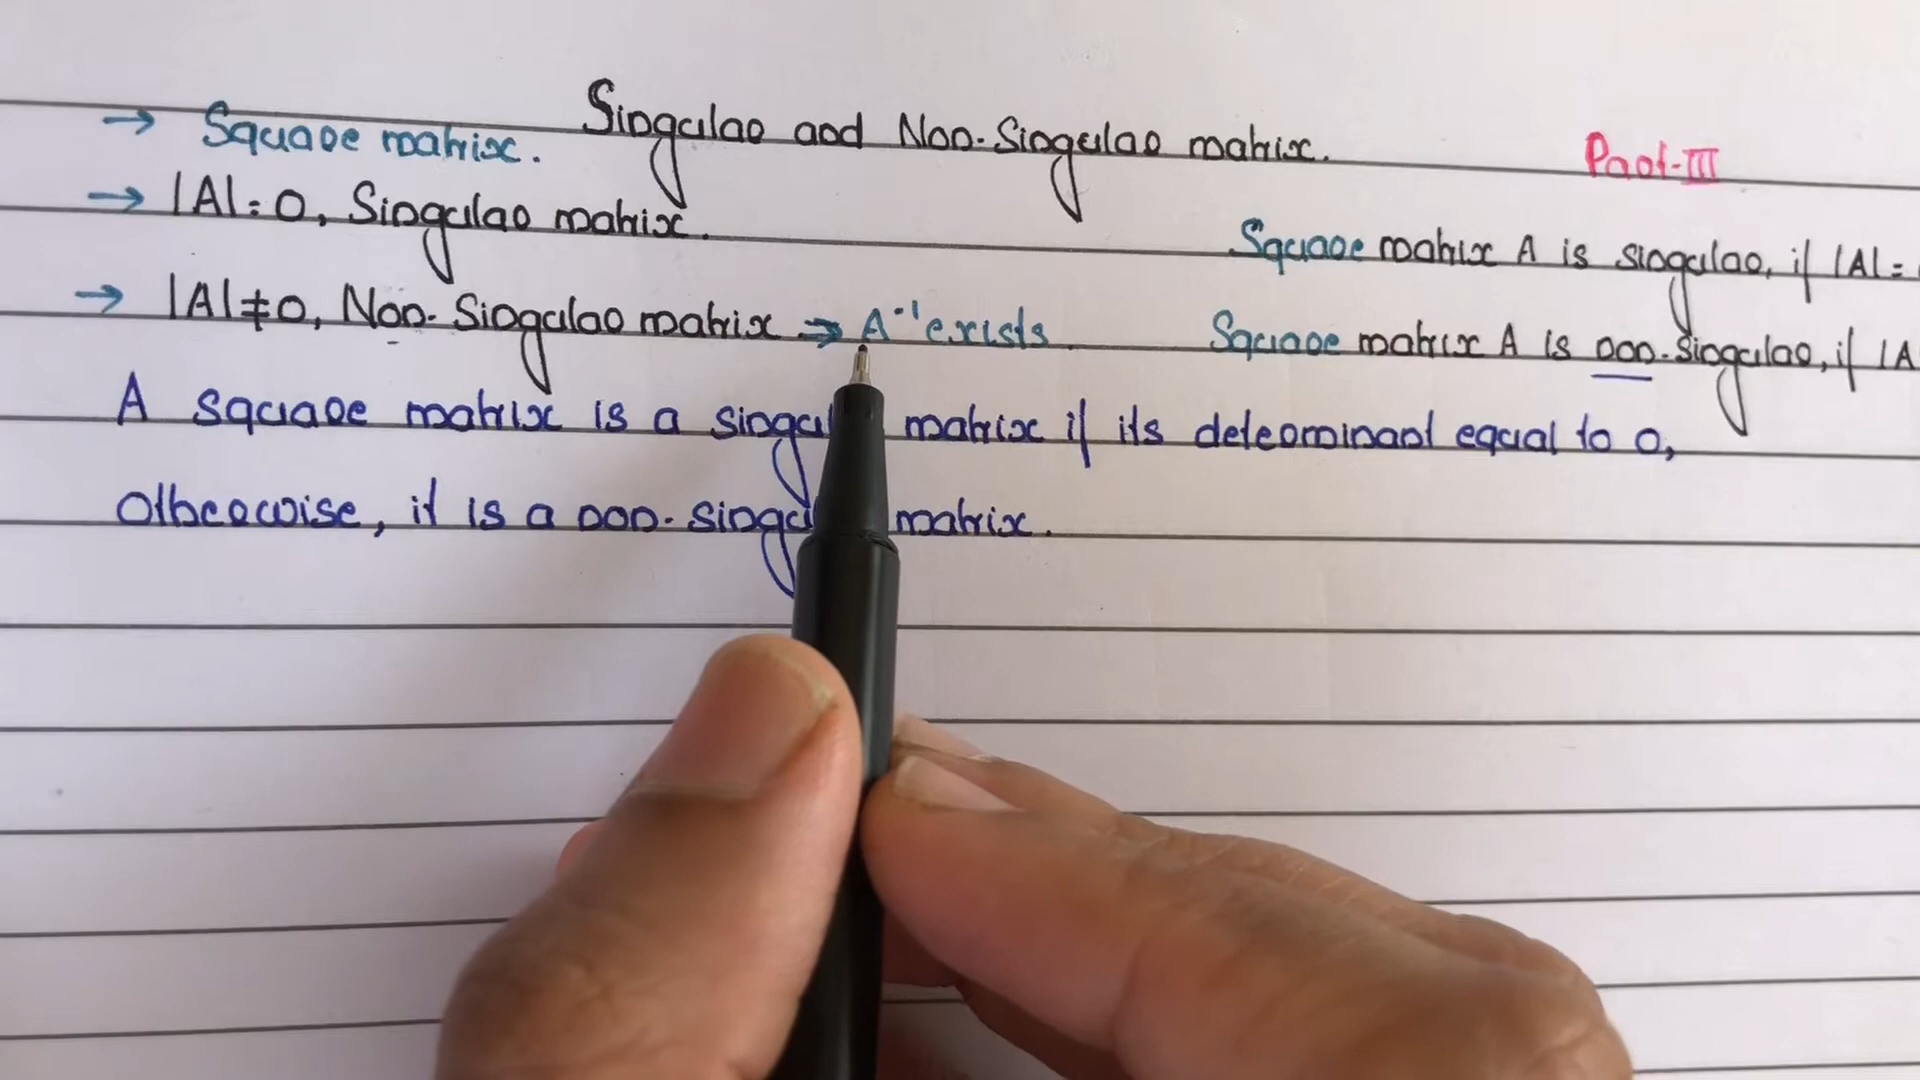 Singular and Non-Singular matrix.
Part-III
→ Square matrix.
→ |A| = 0, Singular matrix.
→ |A| ≠ 0, Non-Singular matrix ⇒ A⁻¹ exists.
Square matrix A is singular, if |A| =
Square matrix A is non-singular, if |A
A square matrix is a singul matrix if its determinant equal to 0,
Otherwise, it is a non-singul matrix.